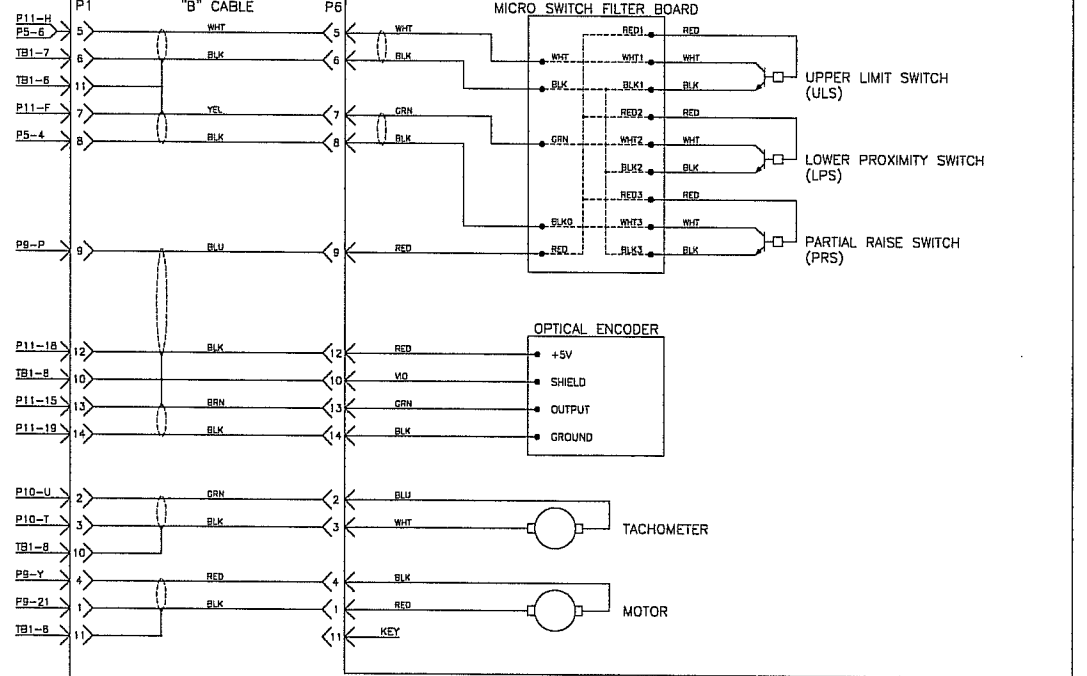 P1 "B" CABLE P6 MICRO SWITCH FILTER BOARD
P11-H
P5-6 5 WHT 5 WHT RED1 RED
TB1-7 6 BLK 6 BLK WHT WHT1 WHT
TB1-6 11 BLK BLK1 BLK
UPPER LIMIT SWITCH
(ULS)
P11-F 7 YEL 7 GRN RED2 RED
P5-4 8 BLK 8 BLK GRN WHT2 WHT
BLK2 BLK
LOWER PROXIMITY SWITCH
(LPS)
RED3 RED
BLK0 WHT3 WHT
P9-P 9 BLU 9 RED RED BLK3 BLK
PARTIAL RAISE SWITCH
(PRS)
OPTICAL ENCODER
P11-18 12 BLK 12 RED +5V
TB1-8 10 10 VIO SHIELD
P11-15 13 BRN 13 GRN OUTPUT
P11-19 14 BLK 14 BLK GROUND
P10-U 2 GRN 2 BLU
P10-T 3 BLK 3 WHT TACHOMETER
TB1-8 10
P9-Y 4 RED 4 BLK
P9-21 1 BLK 1 RED MOTOR
TB1-6 11 11 KEY